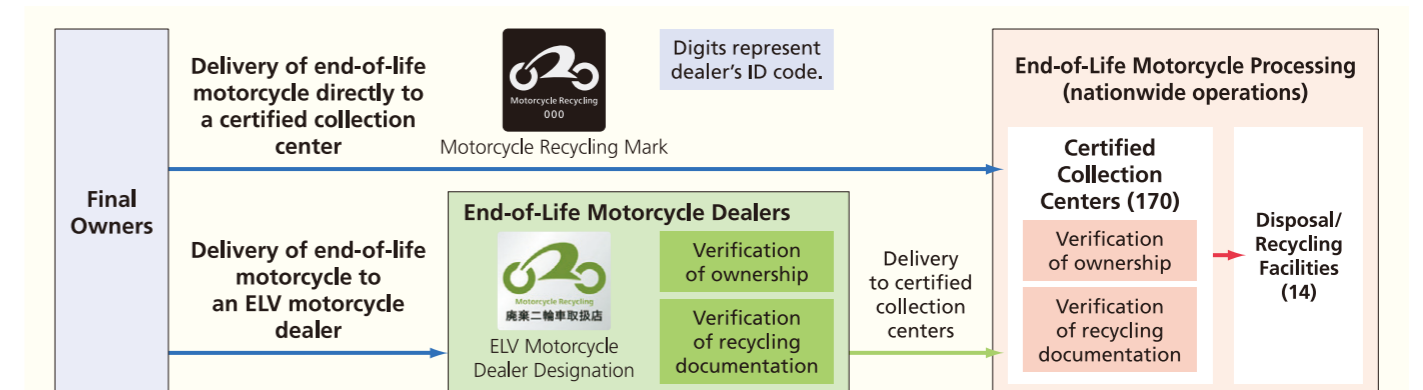 Final
Owners
Delivery of end-of-life
motorcycle directly to
a certified collection
center
Motorcycle Recycling
000
Motorcycle Recycling Mark
Digits represent
dealer's ID code.
Delivery of end-of-life
motorcycle to
an ELV motorcycle
dealer
End-of-Life Motorcycle Dealers
Motorcycle Recycling
廃棄二輪車取扱店
ELV Motorcycle
Dealer Designation
Verification
of ownership
Verification
of recycling
documentation
Delivery
to certified
collection
centers
End-of-Life Motorcycle Processing
(nationwide operations)
Certified
Collection
Centers (170)
Verification
of ownership
Verification
of recycling
documentation
Disposal/
Recycling
Facilities
(14)